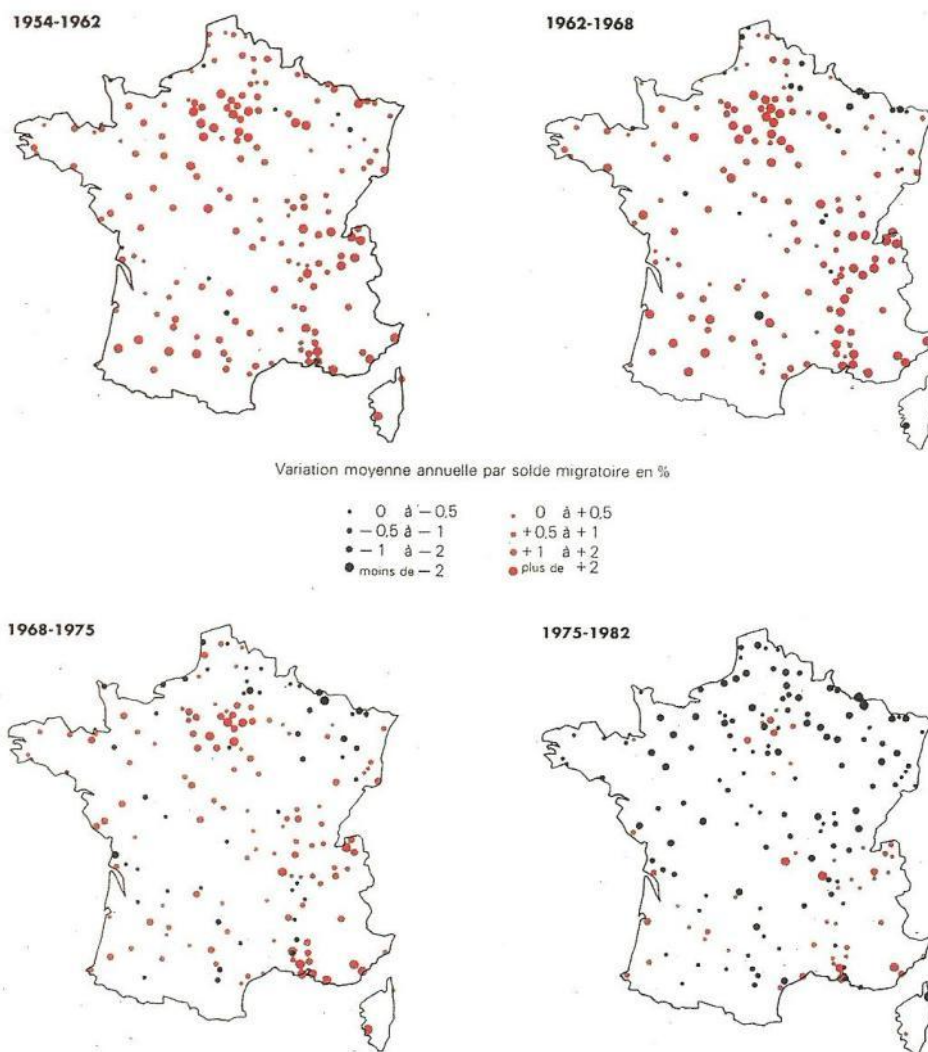 1954-1962
1962-1968
Variation moyenne annuelle par solde migratoire en %
0 à - 0,5
- 0,5 à - 1
- 1 à - 2
moins de - 2
0 à + 0,5
+ 0,5 à + 1
+ 1 à + 2
plus de + 2
1968-1975
1975-1982